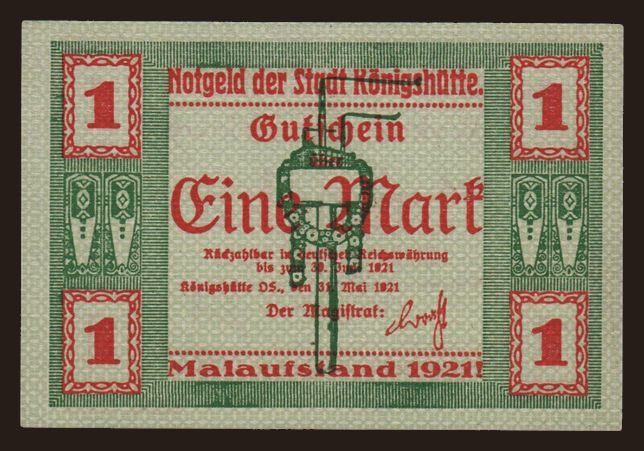 1 1
Notgeld der Stadt Königshütte.
Gutschein
über
Eine Mark
Rückzahlbar in deutscher Reichswährung
bis zum 30. Juni 1921
Königshütte OS., den 31. Mai 1921
Der Magistrat:
1 1
Malaufstand 1921!